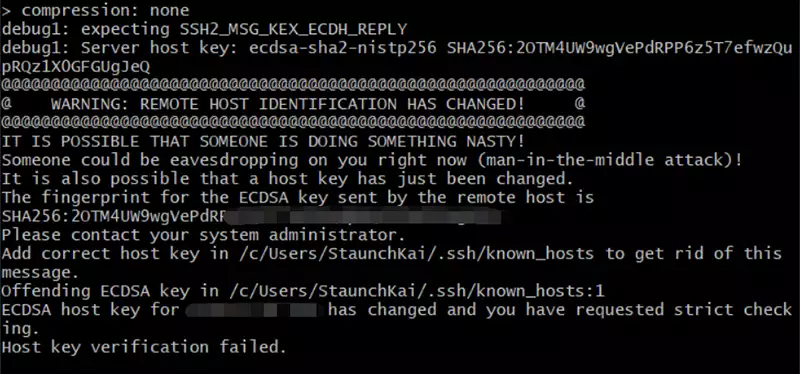 > compression: none
debug1: expecting SSH2_MSG_KEX_ECDH_REPLY
debug1: Server host key: ecdsa-sha2-nistp256 SHA256:2OTM4UW9wgVePdRPP6z5T7efwzQu
pRQz1XOGFGUgJeQ
@@@@@@@@@@@@@@@@@@@@@@@@@@@@@@@@@@@@@@@@@@@@@@@@@@@@@@@@@@@
@    WARNING: REMOTE HOST IDENTIFICATION HAS CHANGED!     @
@@@@@@@@@@@@@@@@@@@@@@@@@@@@@@@@@@@@@@@@@@@@@@@@@@@@@@@@@@@
IT IS POSSIBLE THAT SOMEONE IS DOING SOMETHING NASTY!
Someone could be eavesdropping on you right now (man-in-the-middle attack)!
It is also possible that a host key has just been changed.
The fingerprint for the ECDSA key sent by the remote host is
SHA256:2OTM4UW9wgVePdR
Please contact your system administrator.
Add correct host key in /c/Users/StaunchKai/.ssh/known_hosts to get rid of this
message.
Offending ECDSA key in /c/Users/StaunchKai/.ssh/known_hosts:1
ECDSA host key for has changed and you have requested strict check
ing.
Host key verification failed.